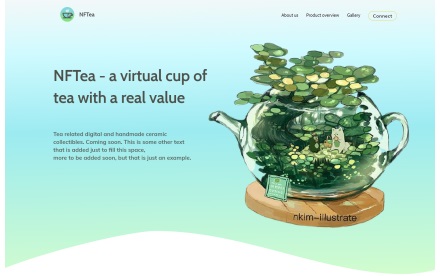 NFTea
About us
Product overview
Gallery
Connect
NFTea - a virtual cup of
tea with a real value
Tea related digital and handmade ceramic
collectibles. Coming soon. This is some other text
that is added just to fill this space,
more to be added soon, but that is just an example.
nkim-illustrate